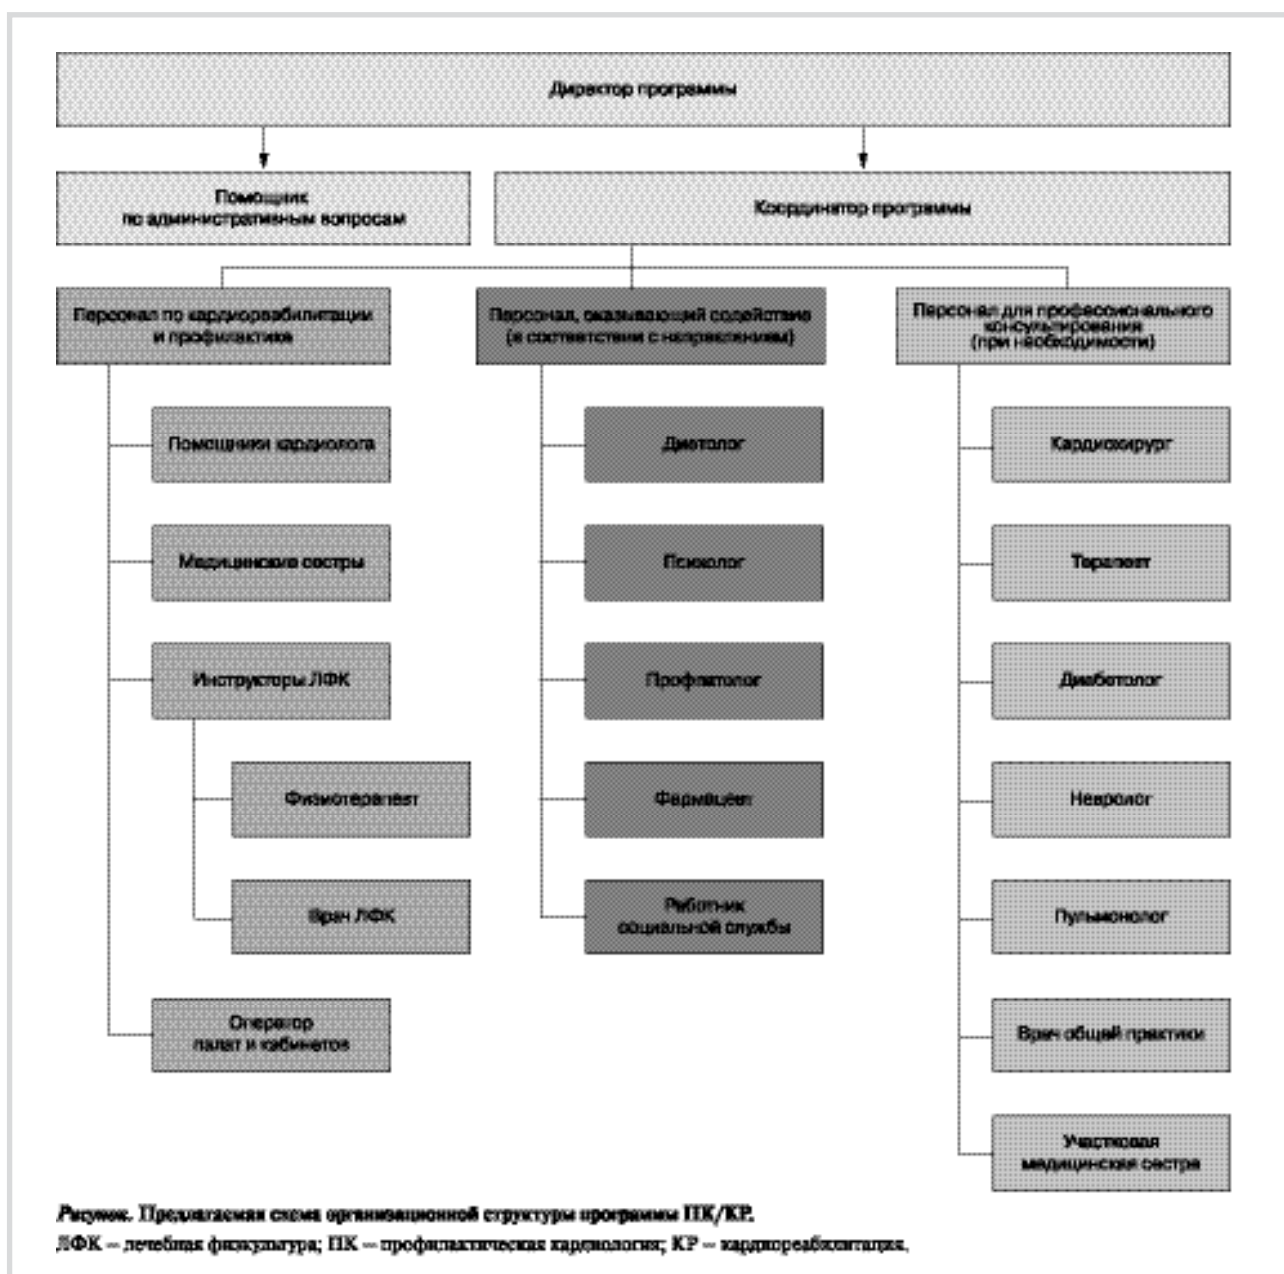 Директор программы
Помощник
по административным вопросам
Координатор программы
Персонал по кардиореабилитации
и профилактике
Персонал, оказывающий содействие
(в соответствии с направлением)
Персонал для профессионального
консультирования
(при необходимости)
Помощники кардиолога
Диетолог
Кардиохирург
Медицинские сестры
Психолог
Терапевт
Инструкторы ЛФК
Профпатолог
Диабетолог
Физиотерапевт
Фармацевт
Невролог
Врач ЛФК
Работник
социальной службы
Пульмонолог
Оператор
палат и кабинетов
Врач общей практики
Участковая
медицинская сестра
Рисунок. Предлагаемая схема организационной структуры программы ПК/КР.
ЛФК — лечебная физкультура; ПК — профилактическая кардиология; КР — кардиореабилитация.